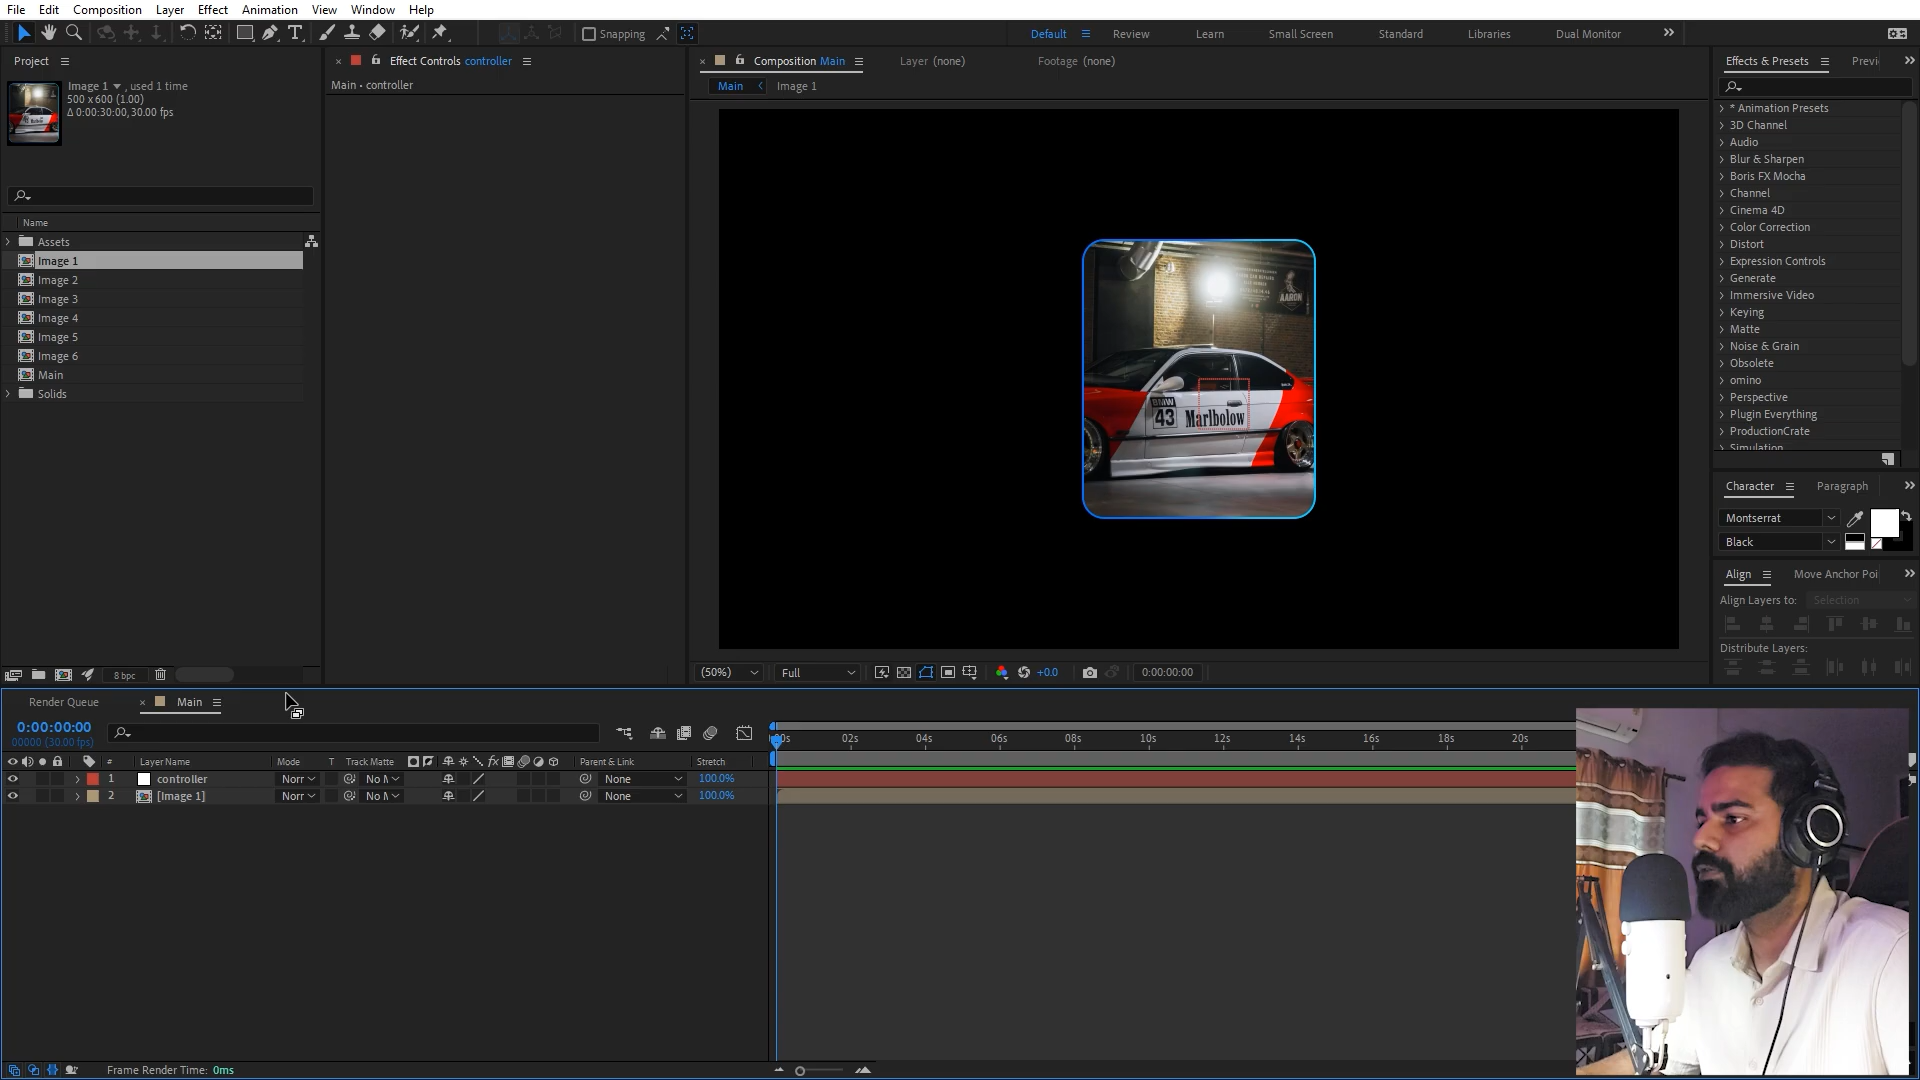 File Edit Composition Layer Effect Animation View Window Help
Snapping
Default Review Learn Small Screen Standard Libraries Dual Monitor
Project
Image 1 , used 1 time
500 x 600 (1.00)
Δ 0:00:30:00, 30.00 fps
Name
Assets
Image 1
Image 2
Image 3
Image 4
Image 5
Image 6
Main
Solids
8 bpc
Effect Controls controller
Main • controller
Composition Main Layer (none) Footage (none)
Main Image 1
AARON
BMW
43 Marlbolow
(50%) Full +0.0 0:00:00:00
Effects & Presets Previ
* Animation Presets
3D Channel
Audio
Blur & Sharpen
Boris FX Mocha
Channel
Cinema 4D
Color Correction
Distort
Expression Controls
Generate
Immersive Video
Keying
Matte
Noise & Grain
Obsolete
omino
Perspective
Plugin Everything
ProductionCrate
Simulation
Character Paragraph
Montserrat
Black
Align Move Anchor Poi
Align Layers to: Selection
Distribute Layers:
Render Queue Main
0:00:00:00
00000 (30.00 fps)
# Layer Name Mode T Track Matte Parent & Link Stretch
1 controller Norr No M None 100.0%
2 [Image 1] Norr No M None 100.0%
00s 02s 04s 06s 08s 10s 12s 14s 16s 18s 20s
Frame Render Time: 0ms